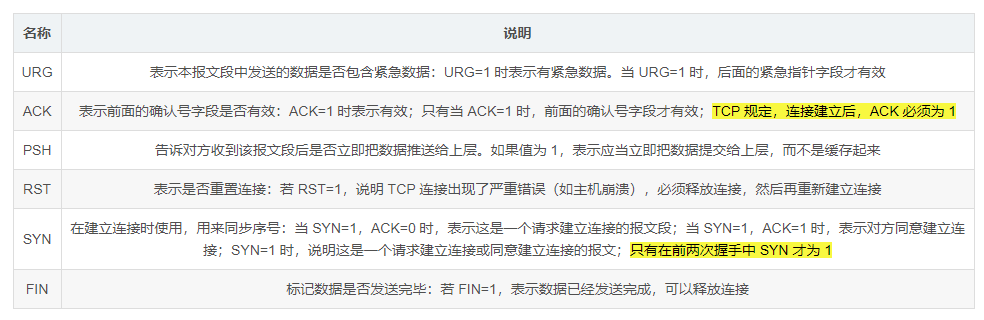 名称 说明
URG 表示本报文段中发送的数据是否包含紧急数据：URG=1 时表示有紧急数据。当 URG=1 时，后面的紧急指针字段才有效
ACK 表示前面的确认号字段是否有效：ACK=1 时表示有效；只有当 ACK=1 时，前面的确认号字段才有效；TCP 规定，连接建立后，ACK 必须为 1
PSH 告诉对方收到该报文段后是否立即把数据推送给上层。如果值为 1，表示应当立即把数据提交给上层，而不是缓存起来
RST 表示是否重置连接：若 RST=1，说明 TCP 连接出现了严重错误（如主机崩溃），必须释放连接，然后再重新建立连接
SYN 在建立连接时使用，用来同步序号：当 SYN=1，ACK=0 时，表示这是一个请求建立连接的报文段；当 SYN=1，ACK=1 时，表示对方同意建立连
接；SYN=1 时，说明这是一个请求建立连接或同意建立连接的报文；只有在前两次握手中 SYN 才为 1
FIN 标记数据是否发送完毕：若 FIN=1，表示数据已经发送完成，可以释放连接